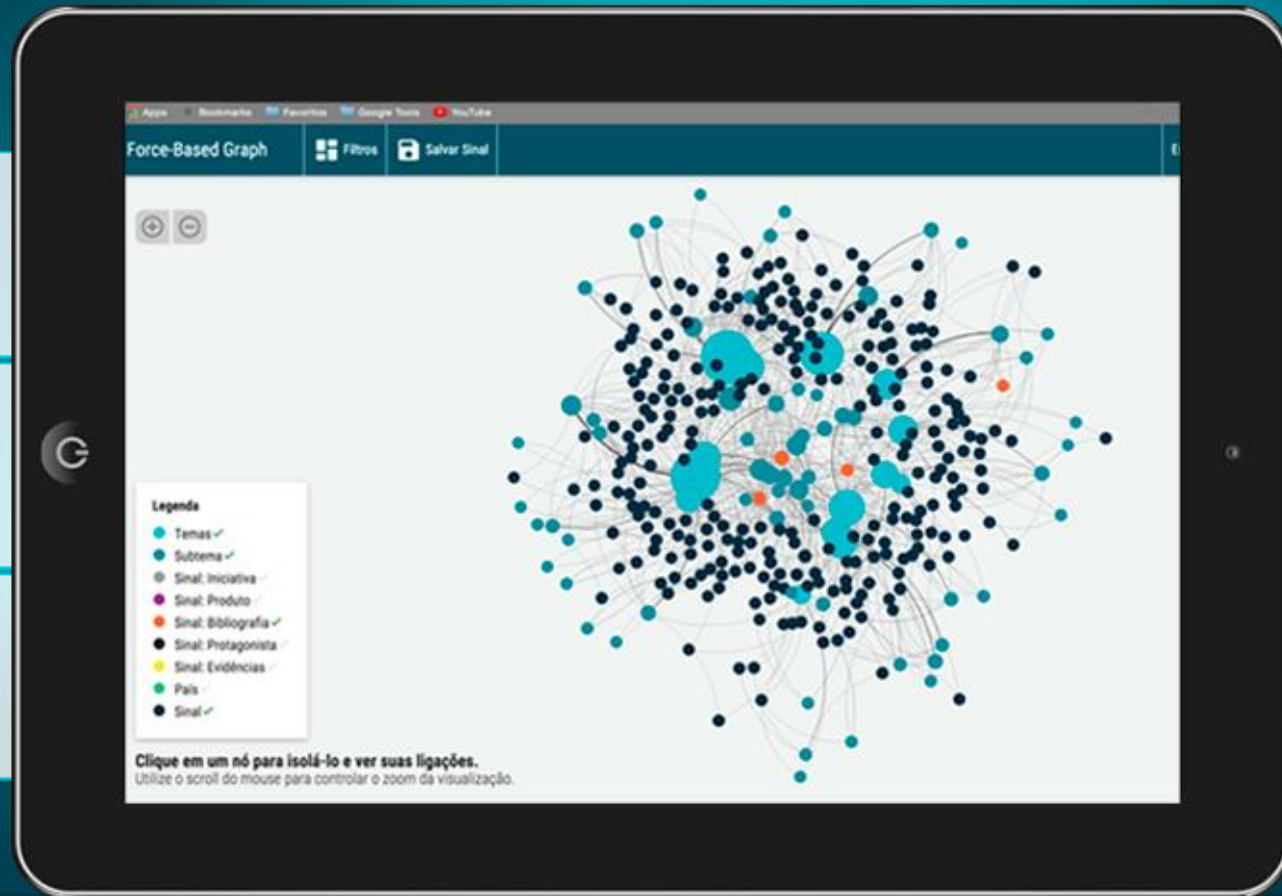 Apps Bookmarks Favoritos Google Tools YouTube
Force-Based Graph Filtros Salvar Sinal
Legenda
Temas
Subtema
Sinal: Iniciativa
Sinal: Produto
Sinal: Bibliografia
Sinal: Protagonista
Sinal: Evidências
País
Sinal
Clique em um nó para isolá-lo e ver suas ligações.
Utilize o scroll do mouse para controlar o zoom da visualização.